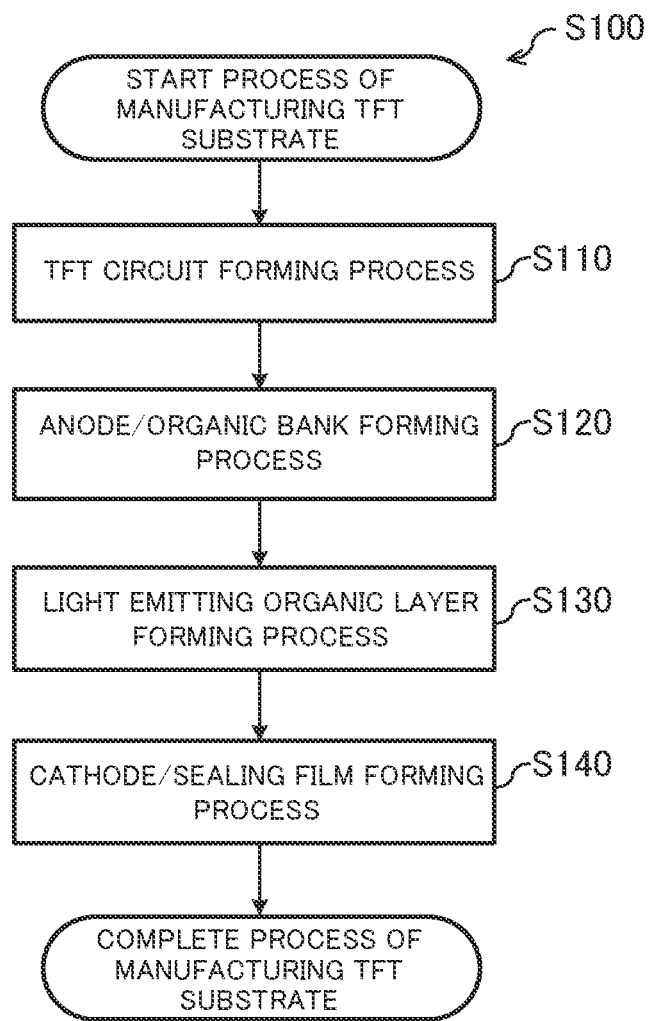 S100
START PROCESS OF
MANUFACTURING TFT
SUBSTRATE
TFT CIRCUIT FORMING PROCESS
S110
ANODE/ORGANIC BANK FORMING
PROCESS
S120
LIGHT EMITTING ORGANIC LAYER
FORMING PROCESS
S130
CATHODE/SEALING FILM FORMING
PROCESS
S140
COMPLETE PROCESS OF
MANUFACTURING TFT
SUBSTRATE